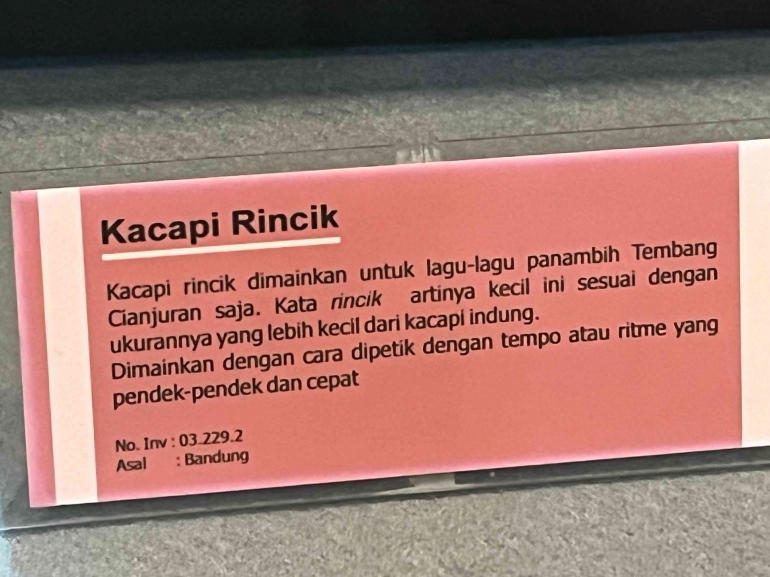 Kacapi Rincik
Kacapi rincik dimainkan untuk lagu-lagu panambih Tembang
Cianjuran saja. Kata rincik artinya kecil ini sesuai dengan
ukurannya yang lebih kecil dari kacapi indung.
Dimainkan dengan cara dipetik dengan tempo atau ritme yang
pendek-pendek dan cepat
No. Inv : 03.229.2
Asal : Bandung